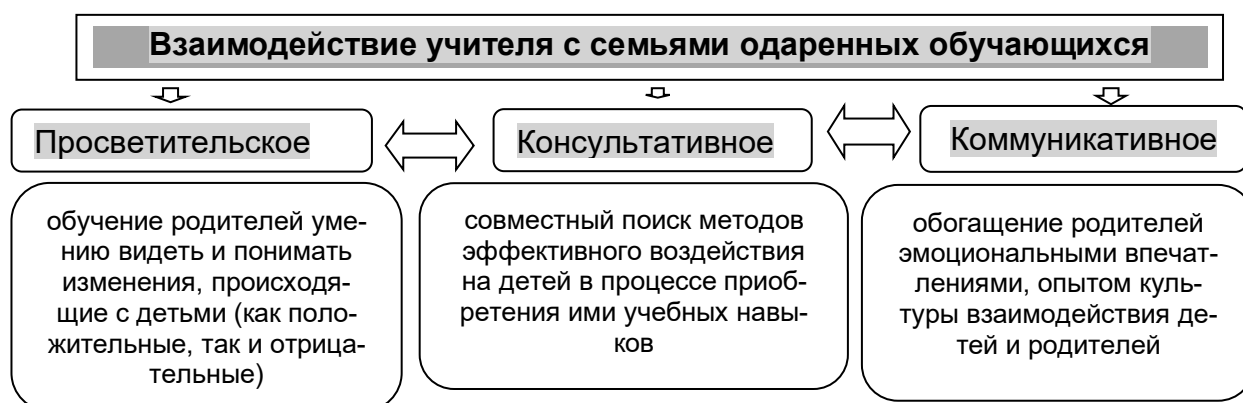 Взаимодействие учителя с семьями одаренных обучающихся
Просветительское
Консультативное
Коммуникативное
обучение родителей уме-
нию видеть и понимать
изменения, происходя-
щие с детьми (как поло-
жительные, так и отрица-
тельные)
совместный поиск методов
эффективного воздействия
на детей в процессе приоб-
ретения ими учебных навы-
ков
обогащение родителей
эмоциональными впечат-
лениями, опытом куль-
туры взаимодействия де-
тей и родителей